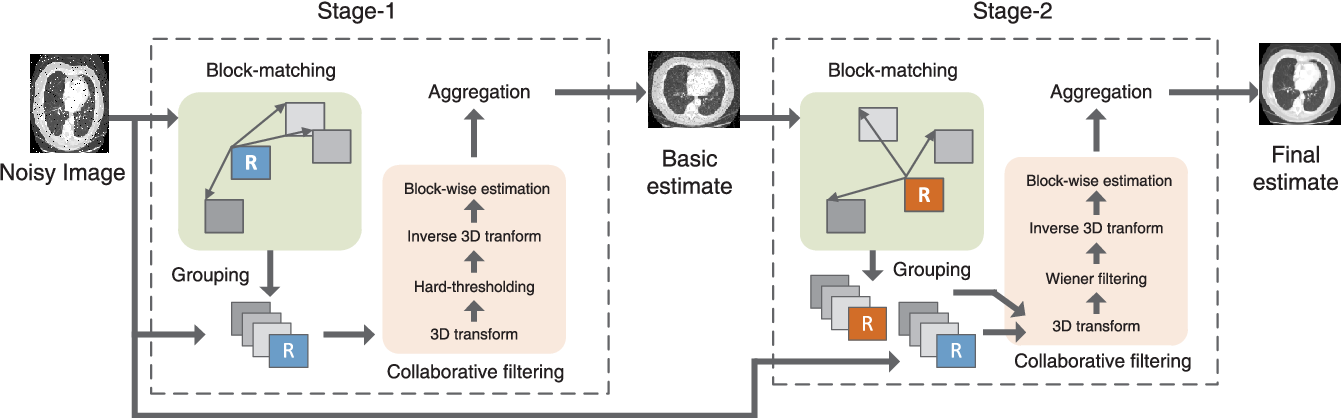 Stage-1
Stage-2
Block-matching
Aggregation
Noisy Image
R
Block-wise estimation
Inverse 3D tranform
Hard-thresholding
3D transform
Grouping
R
Collaborative filtering
Basic
estimate
Block-matching
Aggregation
R
Block-wise estimation
Inverse 3D tranform
Wiener filtering
3D transform
Grouping
R
R
Collaborative filtering
Final
estimate